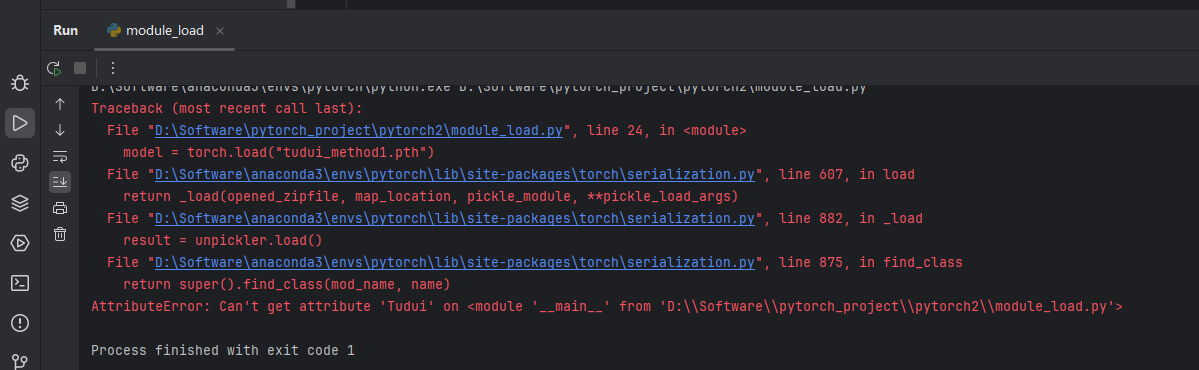 Run module_load
D:\Software\anaconda3\envs\pytorch\python.exe D:\Software\pytorch_project\pytorch2\module_load.py
Traceback (most recent call last):
File "D:\Software\pytorch_project\pytorch2\module_load.py", line 24, in <module>
model = torch.load("tudui_method1.pth")
File "D:\Software\anaconda3\envs\pytorch\lib\site-packages\torch\serialization.py", line 607, in load
return _load(opened_zipfile, map_location, pickle_module, **pickle_load_args)
File "D:\Software\anaconda3\envs\pytorch\lib\site-packages\torch\serialization.py", line 882, in _load
result = unpickler.load()
File "D:\Software\anaconda3\envs\pytorch\lib\site-packages\torch\serialization.py", line 875, in find_class
return super().find_class(mod_name, name)
AttributeError: Can't get attribute 'Tudui' on <module '__main__' from 'D:\\Software\\pytorch_project\\pytorch2\\module_load.py'>
Process finished with exit code 1